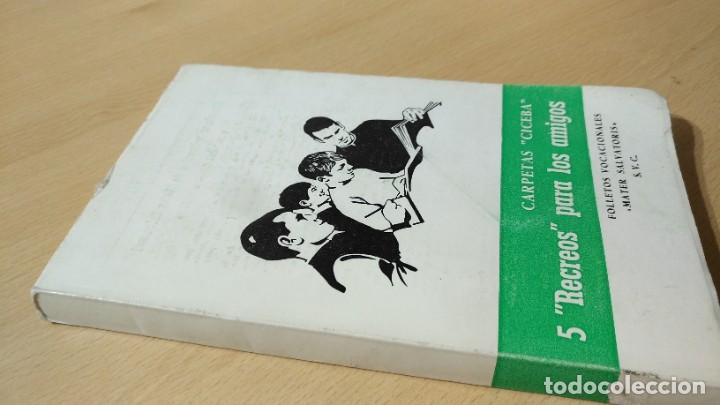 CARPETAS "CICEBA"
5 "Recreos" para los amigos
FOLLETOS VOCACIONALES
«MATER SALVATORIS»
S. V. C.
todocoleccion